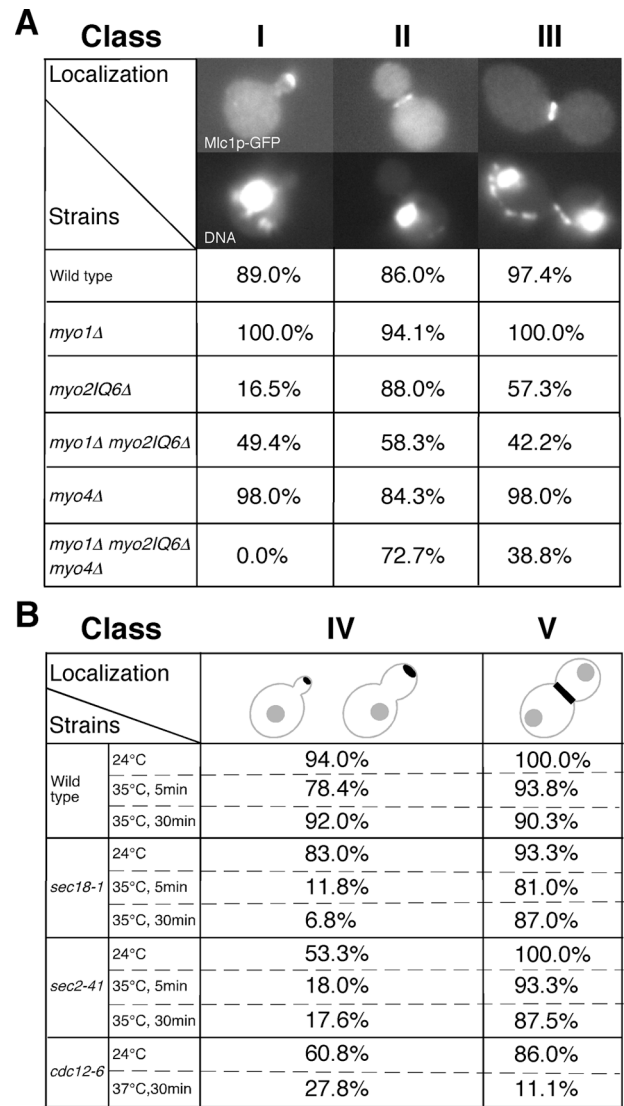 A
Class I II III
Localization
Strains
Mlc1p-GFP
DNA
Wild type 89.0% 86.0% 97.4%
myo1Δ 100.0% 94.1% 100.0%
myo2IQ6Δ 16.5% 88.0% 57.3%
myo1Δ myo2IQ6Δ 49.4% 58.3% 42.2%
myo4Δ 98.0% 84.3% 98.0%
myo1Δ myo2IQ6Δ
myo4Δ 0.0% 72.7% 38.8%
B
Class IV V
Localization
Strains
Wild
type
24°C 94.0% 100.0%
35°C, 5min 78.4% 93.8%
35°C, 30min 92.0% 90.3%
sec18-1
24°C 83.0% 93.3%
35°C, 5min 11.8% 81.0%
35°C, 30min 6.8% 87.0%
sec2-41
24°C 53.3% 100.0%
35°C, 5min 18.0% 93.3%
35°C, 30min 17.6% 87.5%
cdc12-6
24°C 60.8% 86.0%
37°C,30min 27.8% 11.1%